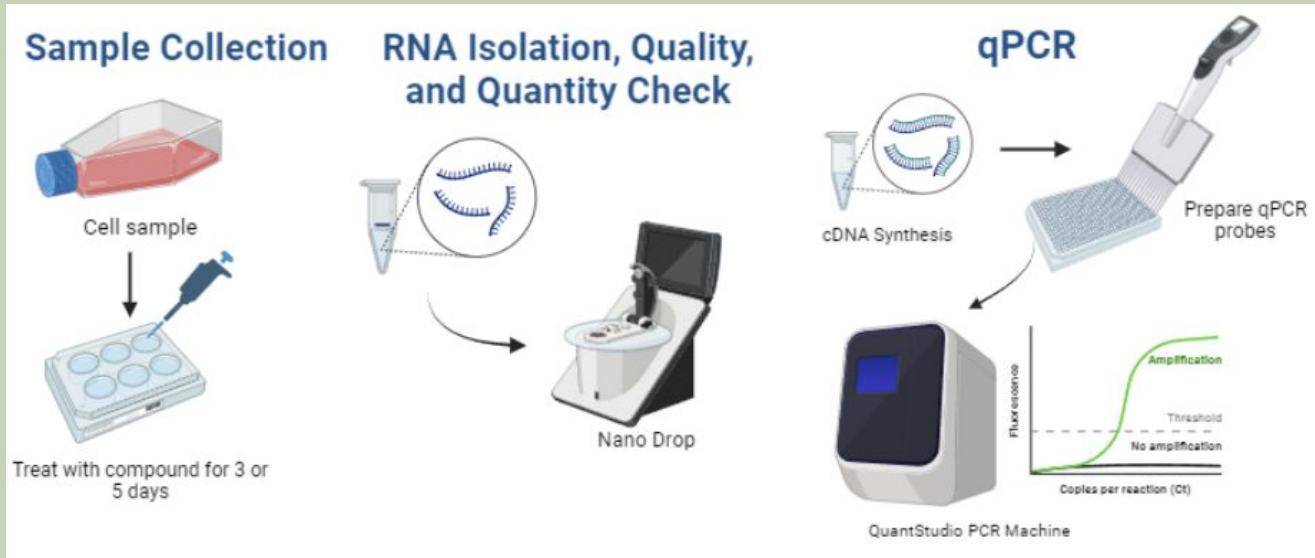 Sample Collection
Cell sample
Treat with compound for 3 or
5 days
RNA Isolation, Quality,
and Quantity Check
Nano Drop
qPCR
cDNA Synthesis
Prepare qPCR
probes
QuantStudio PCR Machine
Fluorescence
Amplification
Threshold
No amplification
Copies per reaction (Ct)